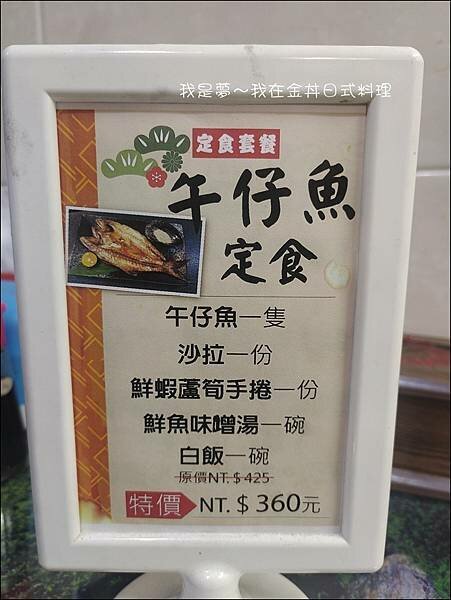 我是夢～我在金丼日式料理
定食套餐
午仔魚
定食
午仔魚一隻
沙拉一份
鮮蝦蘆筍手捲一份
鮮魚味噌湯一碗
白飯一碗
原價NT.$425
特價 NT.$360元